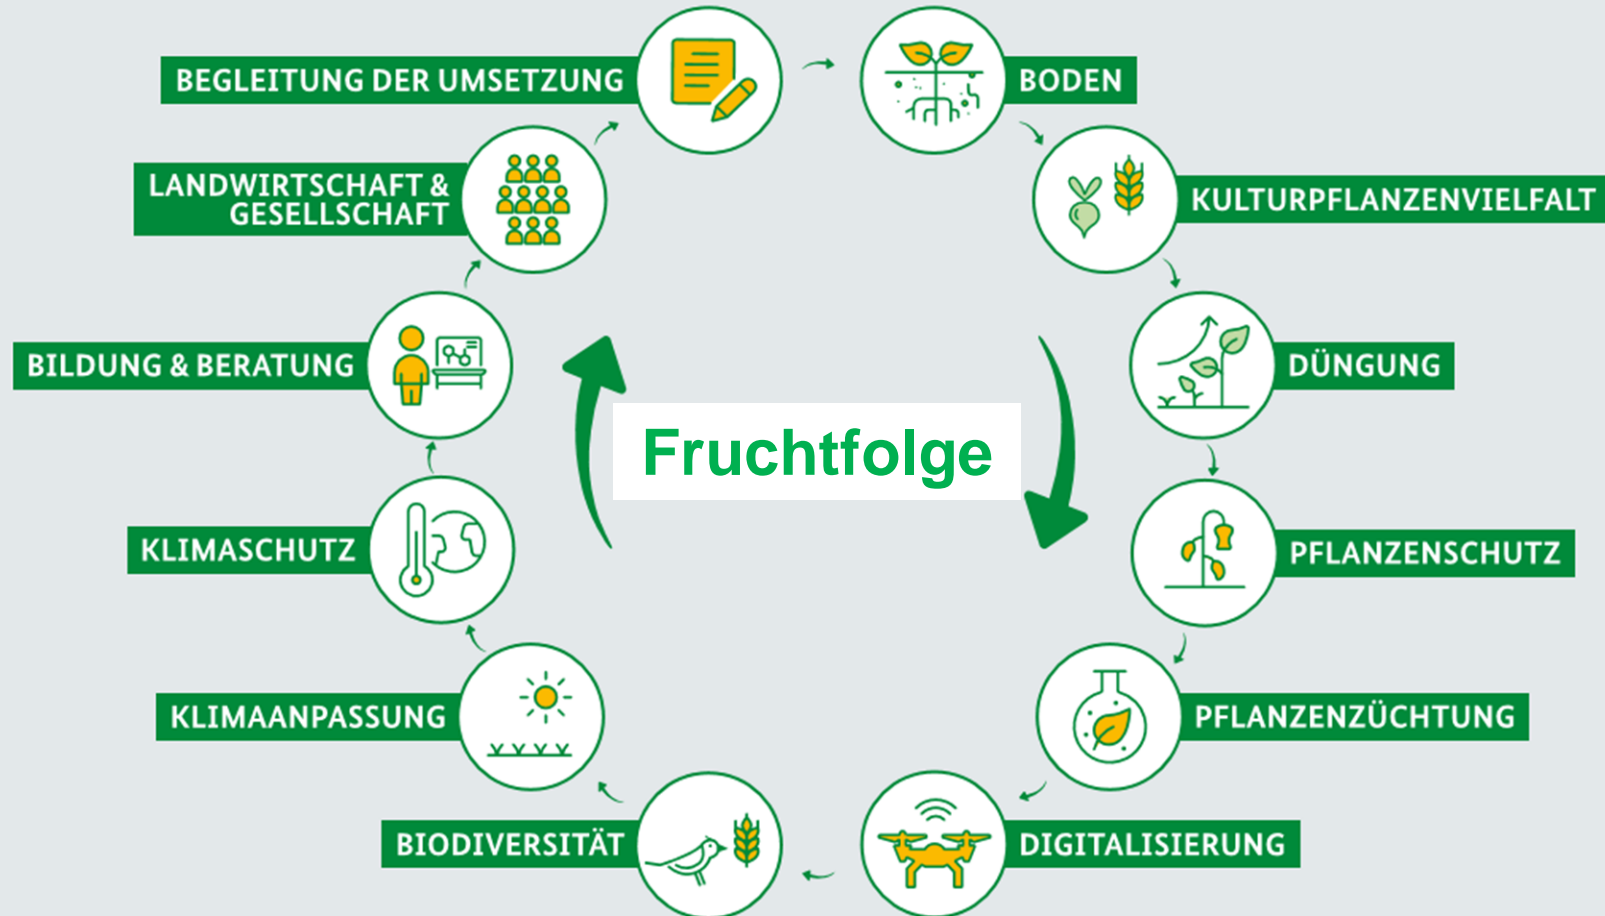 BEGLEITUNG DER UMSETZUNG
BODEN
LANDWIRTSCHAFT &
GESELLSCHAFT
KULTURPFLANZENVIELFALT
BILDUNG & BERATUNG
DÜNGUNG
Fruchtfolge
KLIMASCHUTZ
PFLANZENSCHUTZ
KLIMAANPASSUNG
PFLANZENZÜCHTUNG
BIODIVERSITÄT
DIGITALISIERUNG